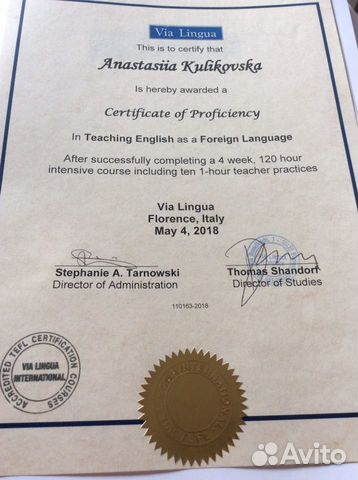 Via Lingua
This is to certify that
Anastasiia Kulikovska
Is hereby awarded a
Certificate of Proficiency
In Teaching English as a Foreign Language
After successfully completing a 4 week, 120 hour
intensive course including ten 1-hour teacher practices
Via Lingua
Florence, Italy
May 4, 2018
Stephanie A. Tarnowski
Director of Administration
Thomas Shandorf
Director of Studies
110163-2018
ACCREDITED TEFL CERTIFICATION COURSES
VIA LINGUA
INTERNATIONAL
Avito